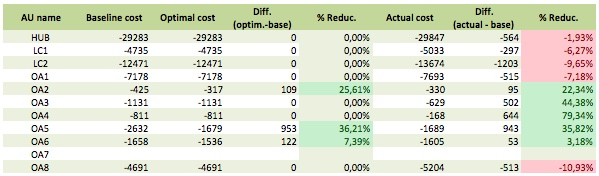 AU name Baseline cost Optimal cost Diff. (optim.-base) % Reduc. Actual cost Diff. (actual - base) % Reduc.
HUB -29283 -29283 0 0,00% -29847 -564 -1,93%
LC1 -4735 -4735 0 0,00% -5033 -297 -6,27%
LC2 -12471 -12471 0 0,00% -13674 -1203 -9,65%
OA1 -7178 -7178 0 0,00% -7693 -515 -7,18%
OA2 -425 -317 109 25,61% -330 95 22,34%
OA3 -1131 -1131 0 0,00% -629 502 44,38%
OA4 -811 -811 0 0,00% -168 644 79,34%
OA5 -2632 -1679 953 36,21% -1689 943 35,82%
OA6 -1658 -1536 122 7,39% -1605 53 3,18%
OA7
OA8 -4691 -4691 0 0,00% -5204 -513 -10,93%